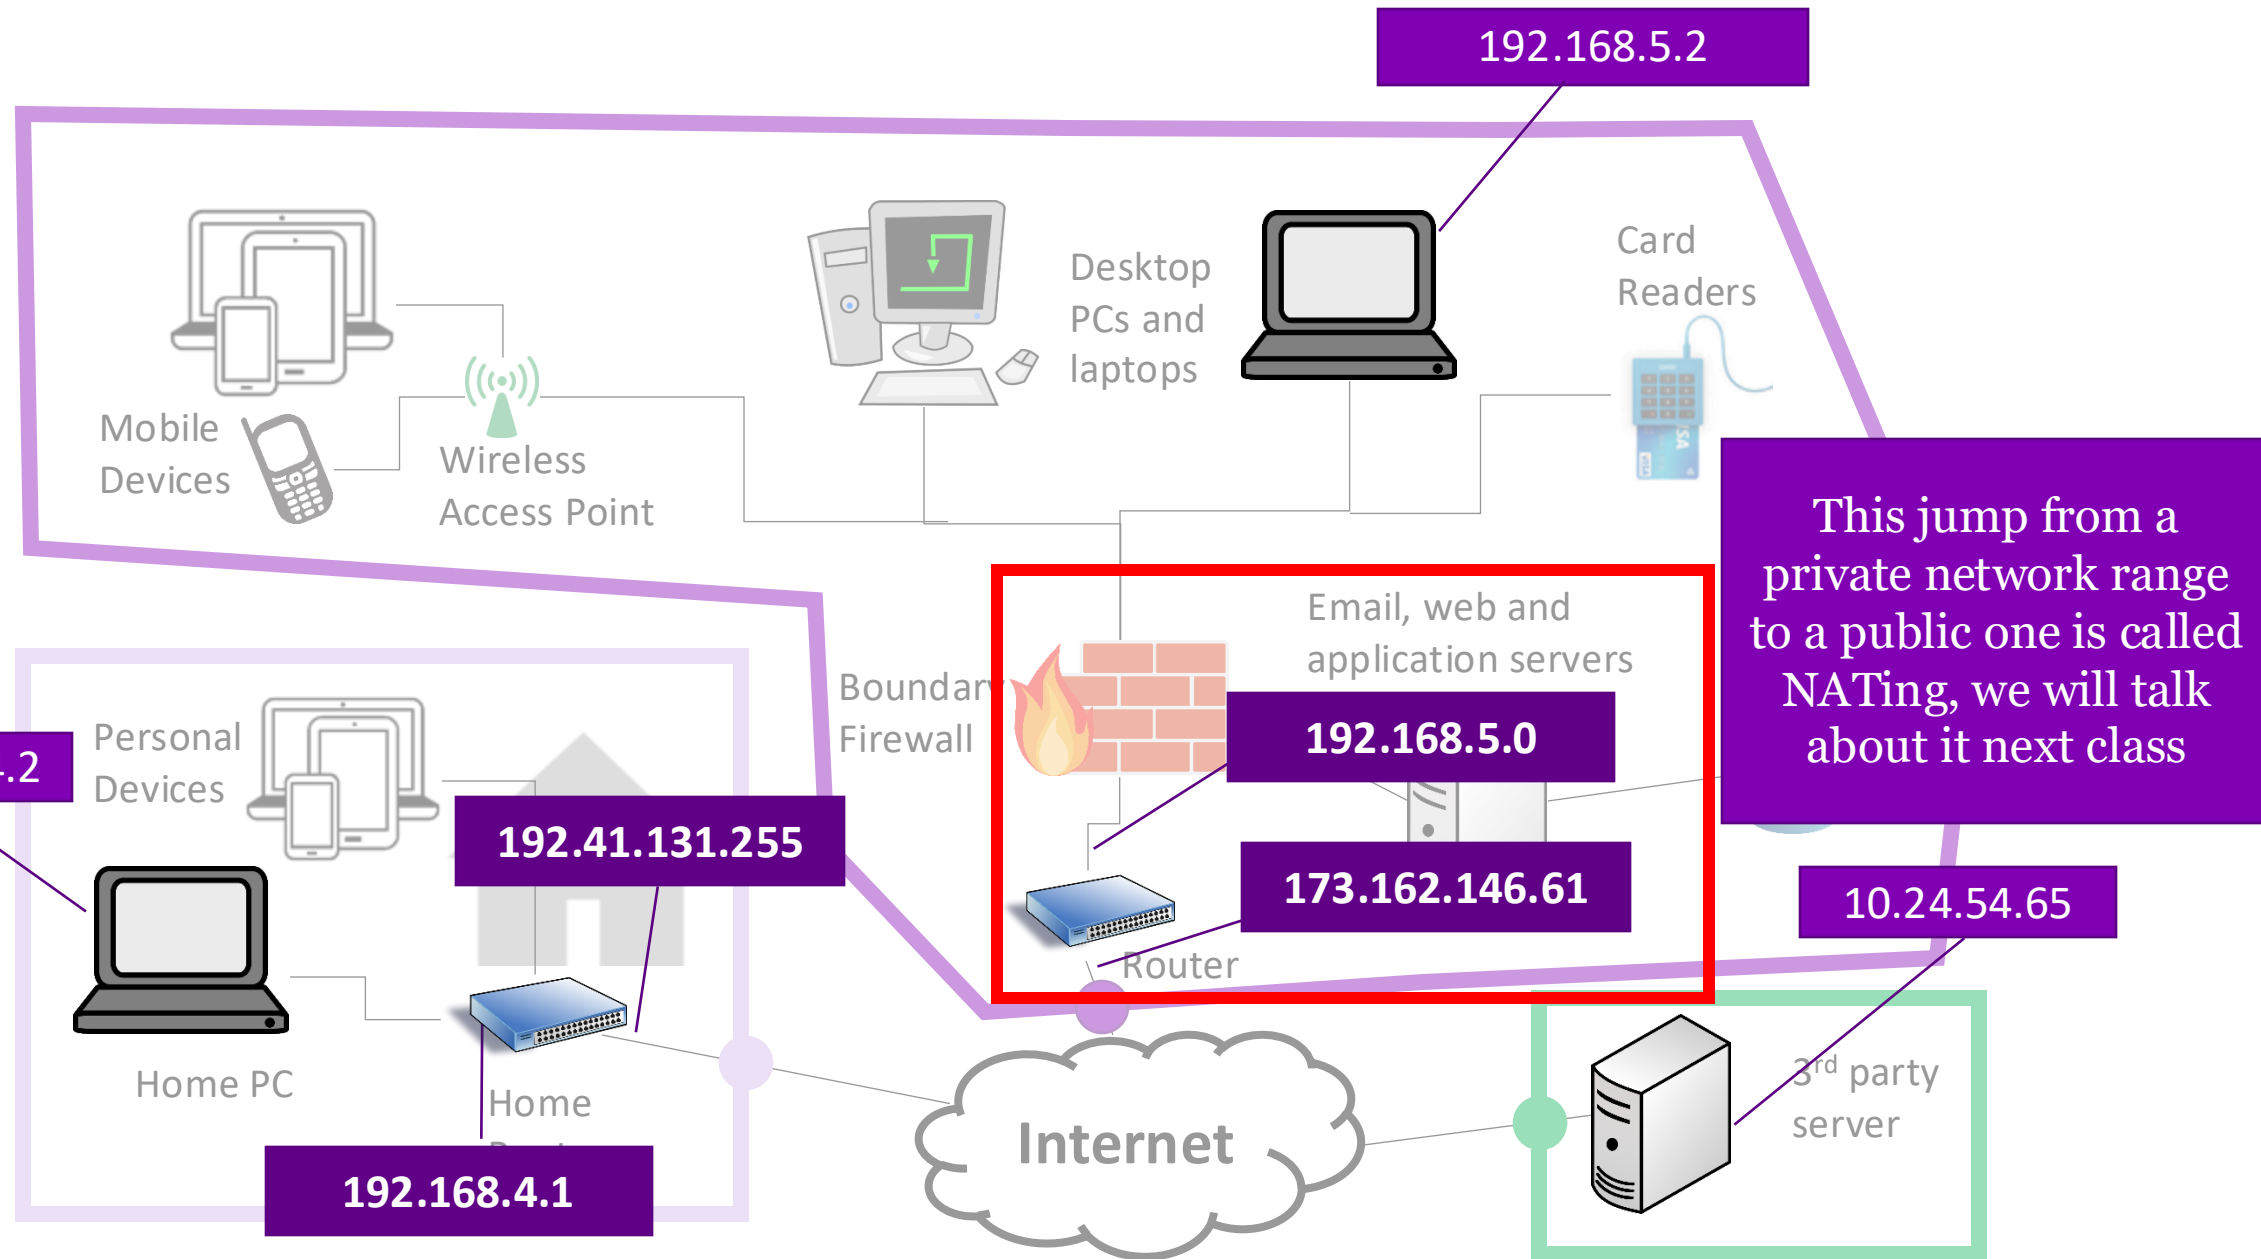 192.168.5.2
Card
Readers
Desktop
PCs and
laptops
Mobile
Devices
Wireless
Access Point
This jump from a
private network range
to a public one is called
NATing, we will talk
about it next class
Email, web and
application servers
Boundary
Firewall
192.168.5.0
173.162.146.61
Router
10.24.54.65
Personal
Devices
.2
192.41.131.255
Home PC
Home
192.168.4.1
Internet
3rd party
server
VISA